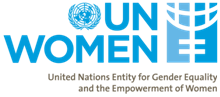 UN
WOMEN
United Nations Entity for Gender Equality
and the Empowerment of Women